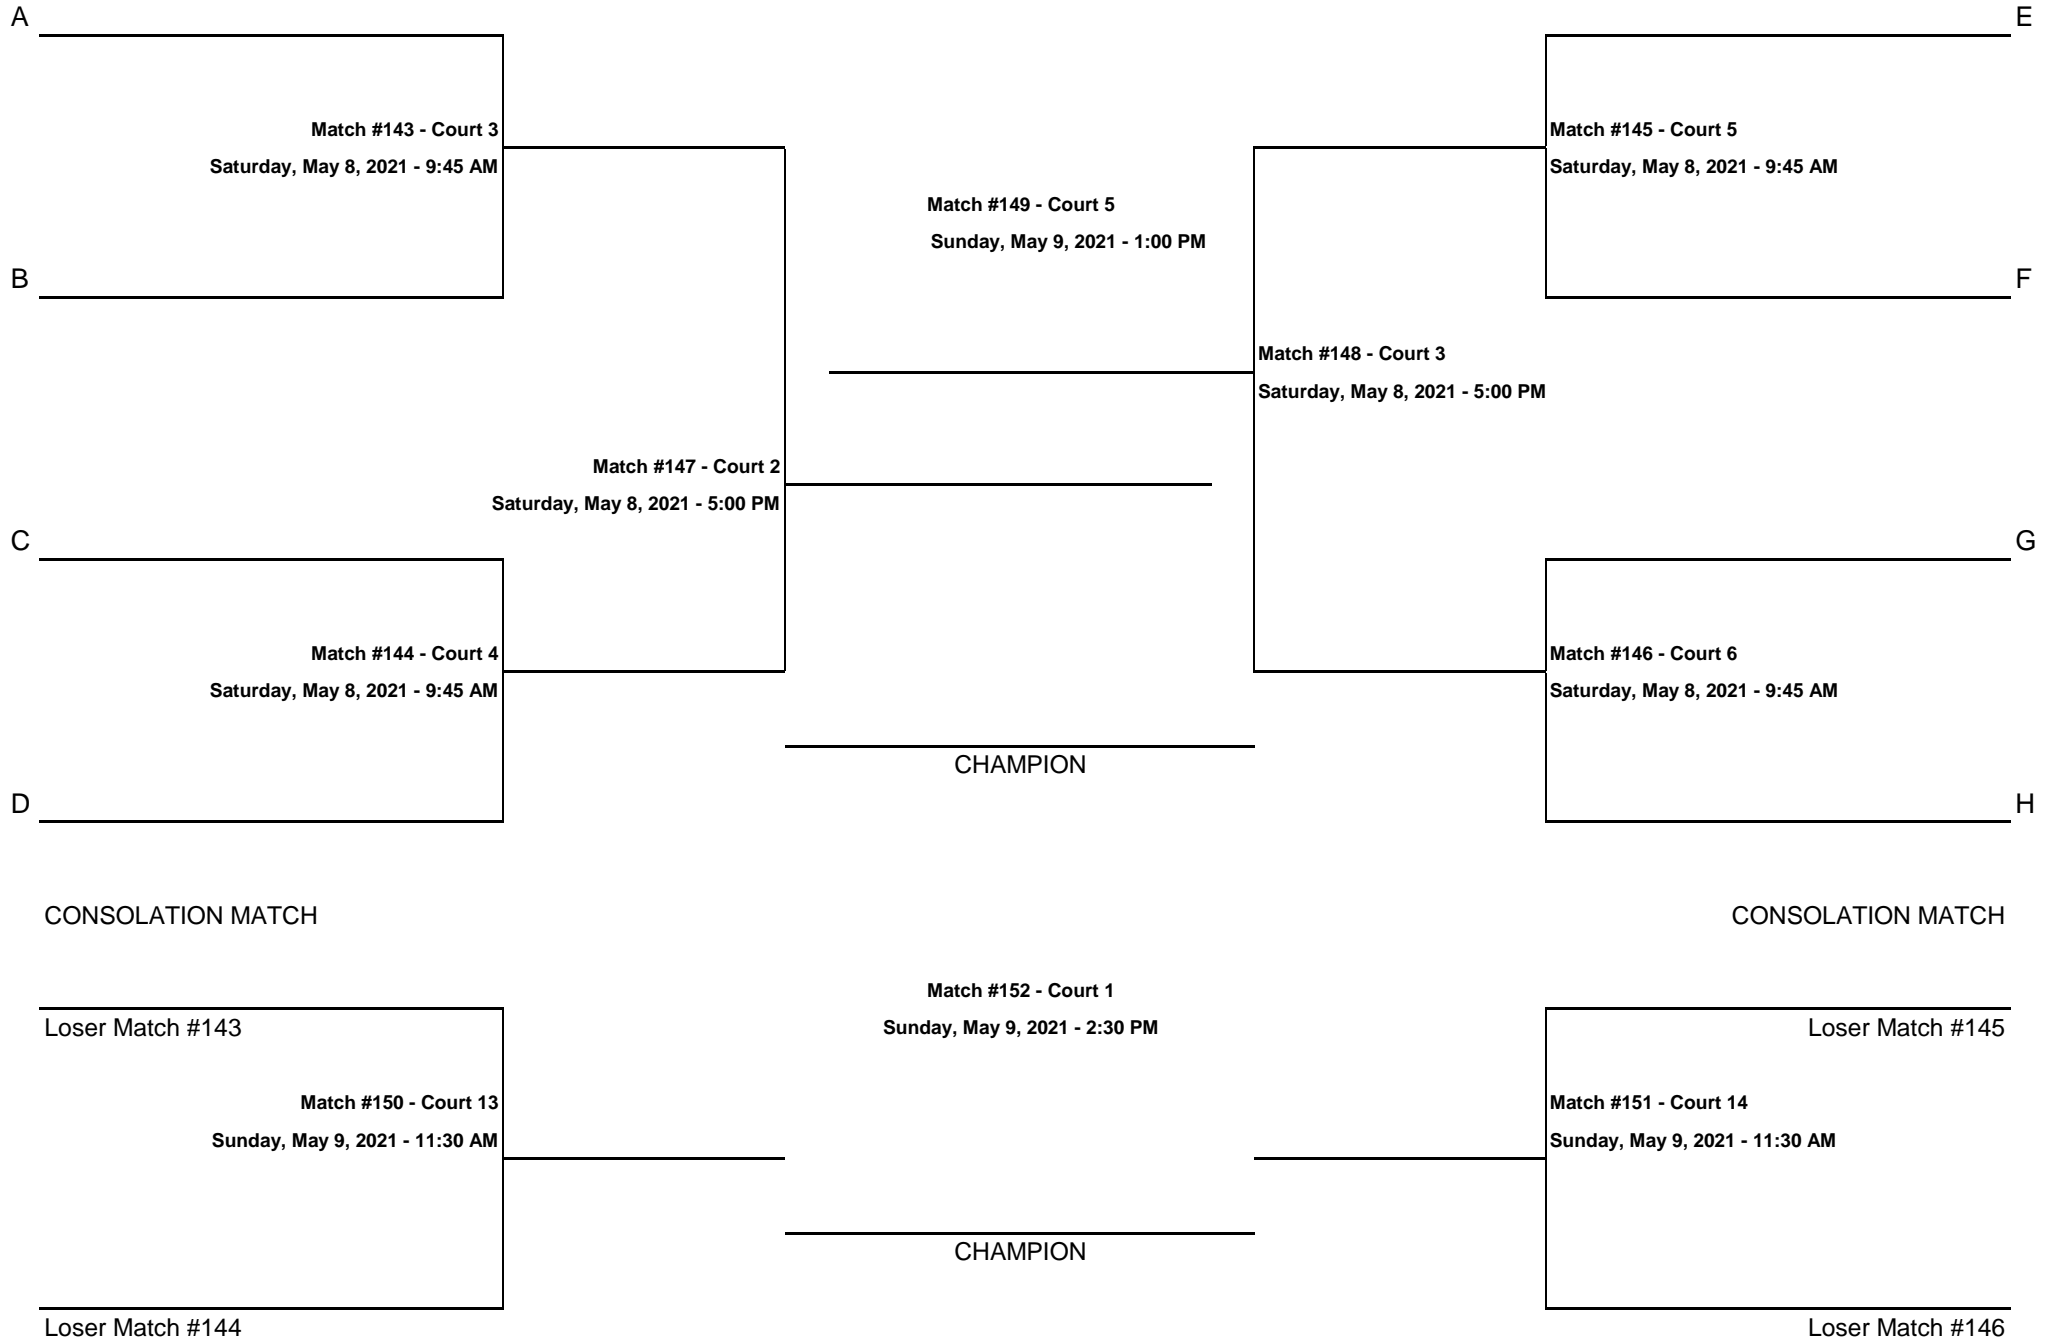 A
E
Match #143 - Court 3
Saturday, May 8, 2021 - 9:45 AM
Match #145 - Court 5
Saturday, May 8, 2021 - 9:45 AM
Match #149 - Court 5
Sunday, May 9, 2021 - 1:00 PM
B
F
Match #148 - Court 3
Saturday, May 8, 2021 - 5:00 PM
Match #147 - Court 2
Saturday, May 8, 2021 - 5:00 PM
C
G
Match #144 - Court 4
Saturday, May 8, 2021 - 9:45 AM
Match #146 - Court 6
Saturday, May 8, 2021 - 9:45 AM
CHAMPION
D
H
CONSOLATION MATCH
CONSOLATION MATCH
Match #152 - Court 1
Sunday, May 9, 2021 - 2:30 PM
Loser Match #143
Loser Match #145
Match #150 - Court 13
Sunday, May 9, 2021 - 11:30 AM
Match #151 - Court 14
Sunday, May 9, 2021 - 11:30 AM
CHAMPION
Loser Match #144
Loser Match #146